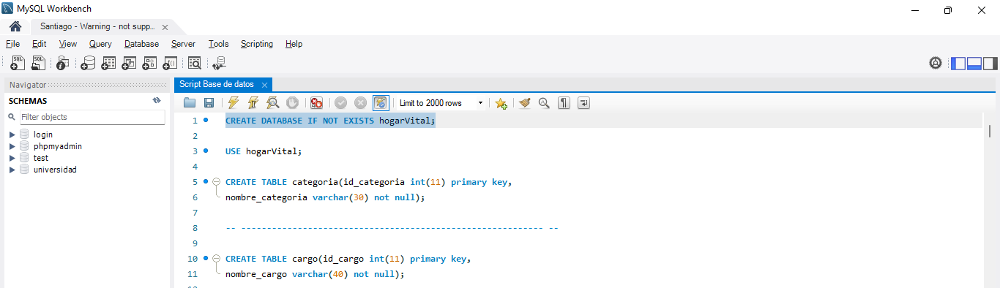 MySQL Workbench
Santiago - Warning - not supp...
File Edit View Query Database Server Tools Scripting Help
Navigator
Script Base de datos
SCHEMAS
Limit to 2000 rows
Filter objects
login
phpmyadmin
test
universidad
1 CREATE DATABASE IF NOT EXISTS hogarVital;
2
3 USE hogarVital;
4
5 CREATE TABLE categoria(id_categoria int(11) primary key,
6 nombre_categoria varchar(30) not null);
7
8 -- ----------------------------------------------------------- --
9
10 CREATE TABLE cargo(id_cargo int(11) primary key,
11 nombre_cargo varchar(40) not null);